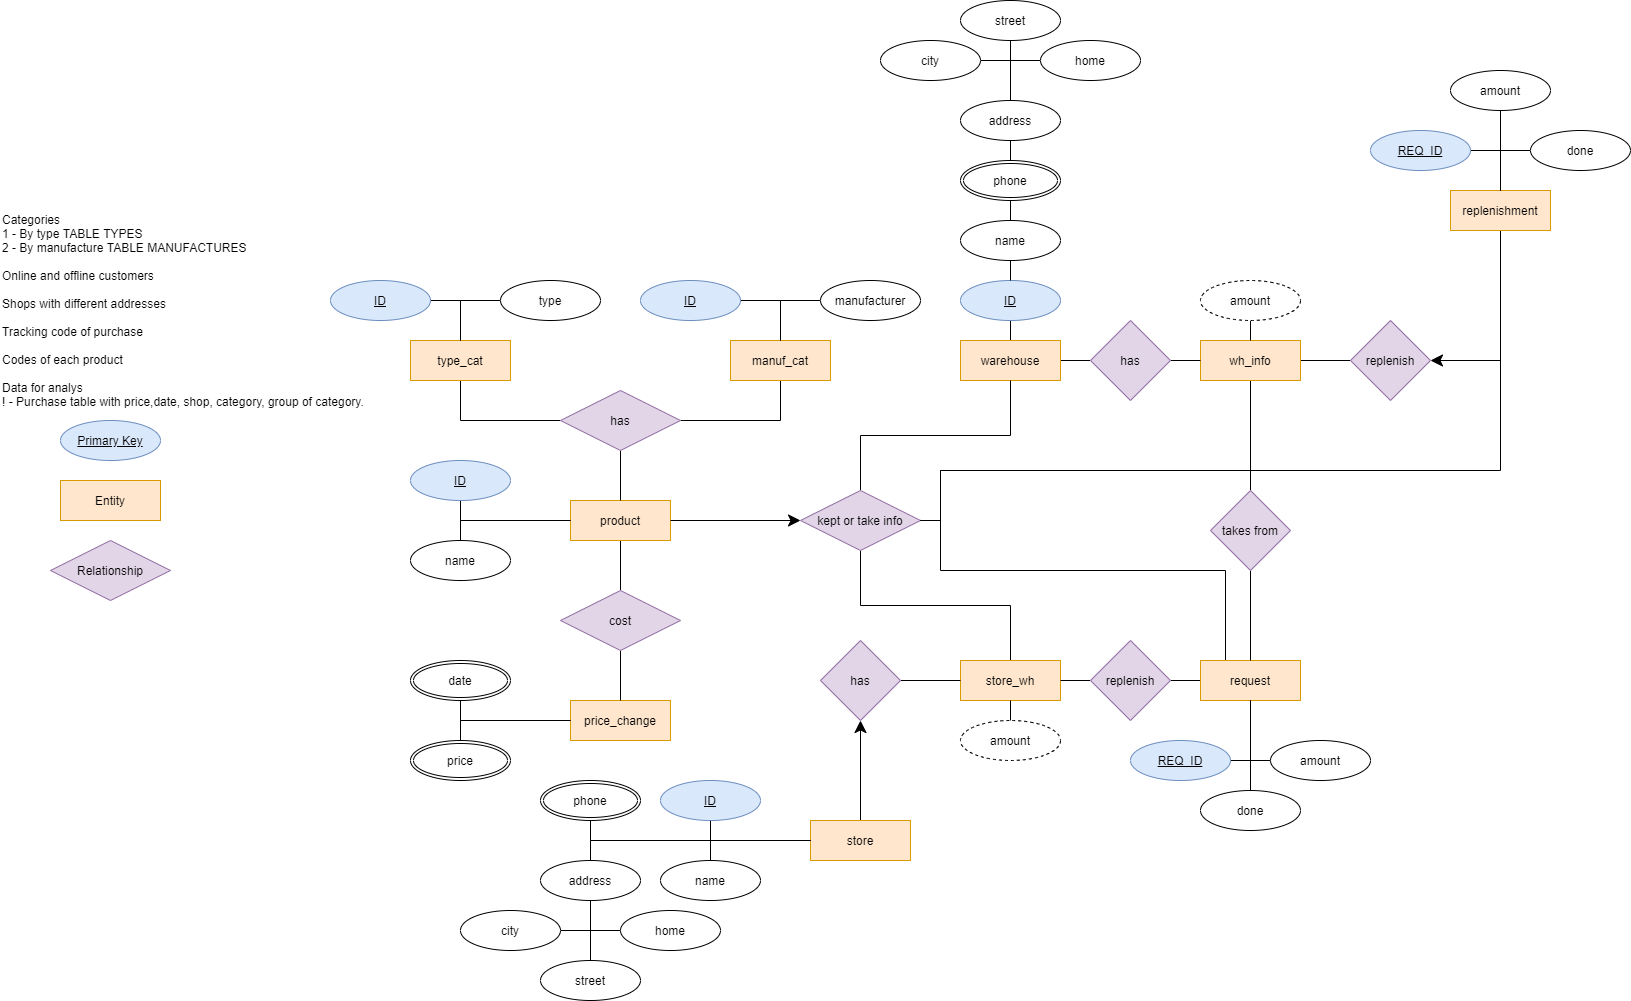 street
city
home
amount
address
REQ_ID
done
phone
replenishment
Categories
1 - By type TABLE TYPES
2 - By manufacture TABLE MANUFACTURES
name
Online and offline customers
Shops with different addresses
ID
type
ID
manufacturer
ID
amount
Tracking code of purchase
Codes of each product
type_cat
manuf_cat
warehouse
has
wh_info
replenish
Data for analys
! - Purchase table with price,date, shop, category, group of category.
has
Primary Key
ID
Entity
product
kept or take info
takes from
name
Relationship
cost
date
has
store_wh
replenish
request
price_change
amount
price
REQ_ID
amount
phone
ID
done
store
address
name
city
home
street